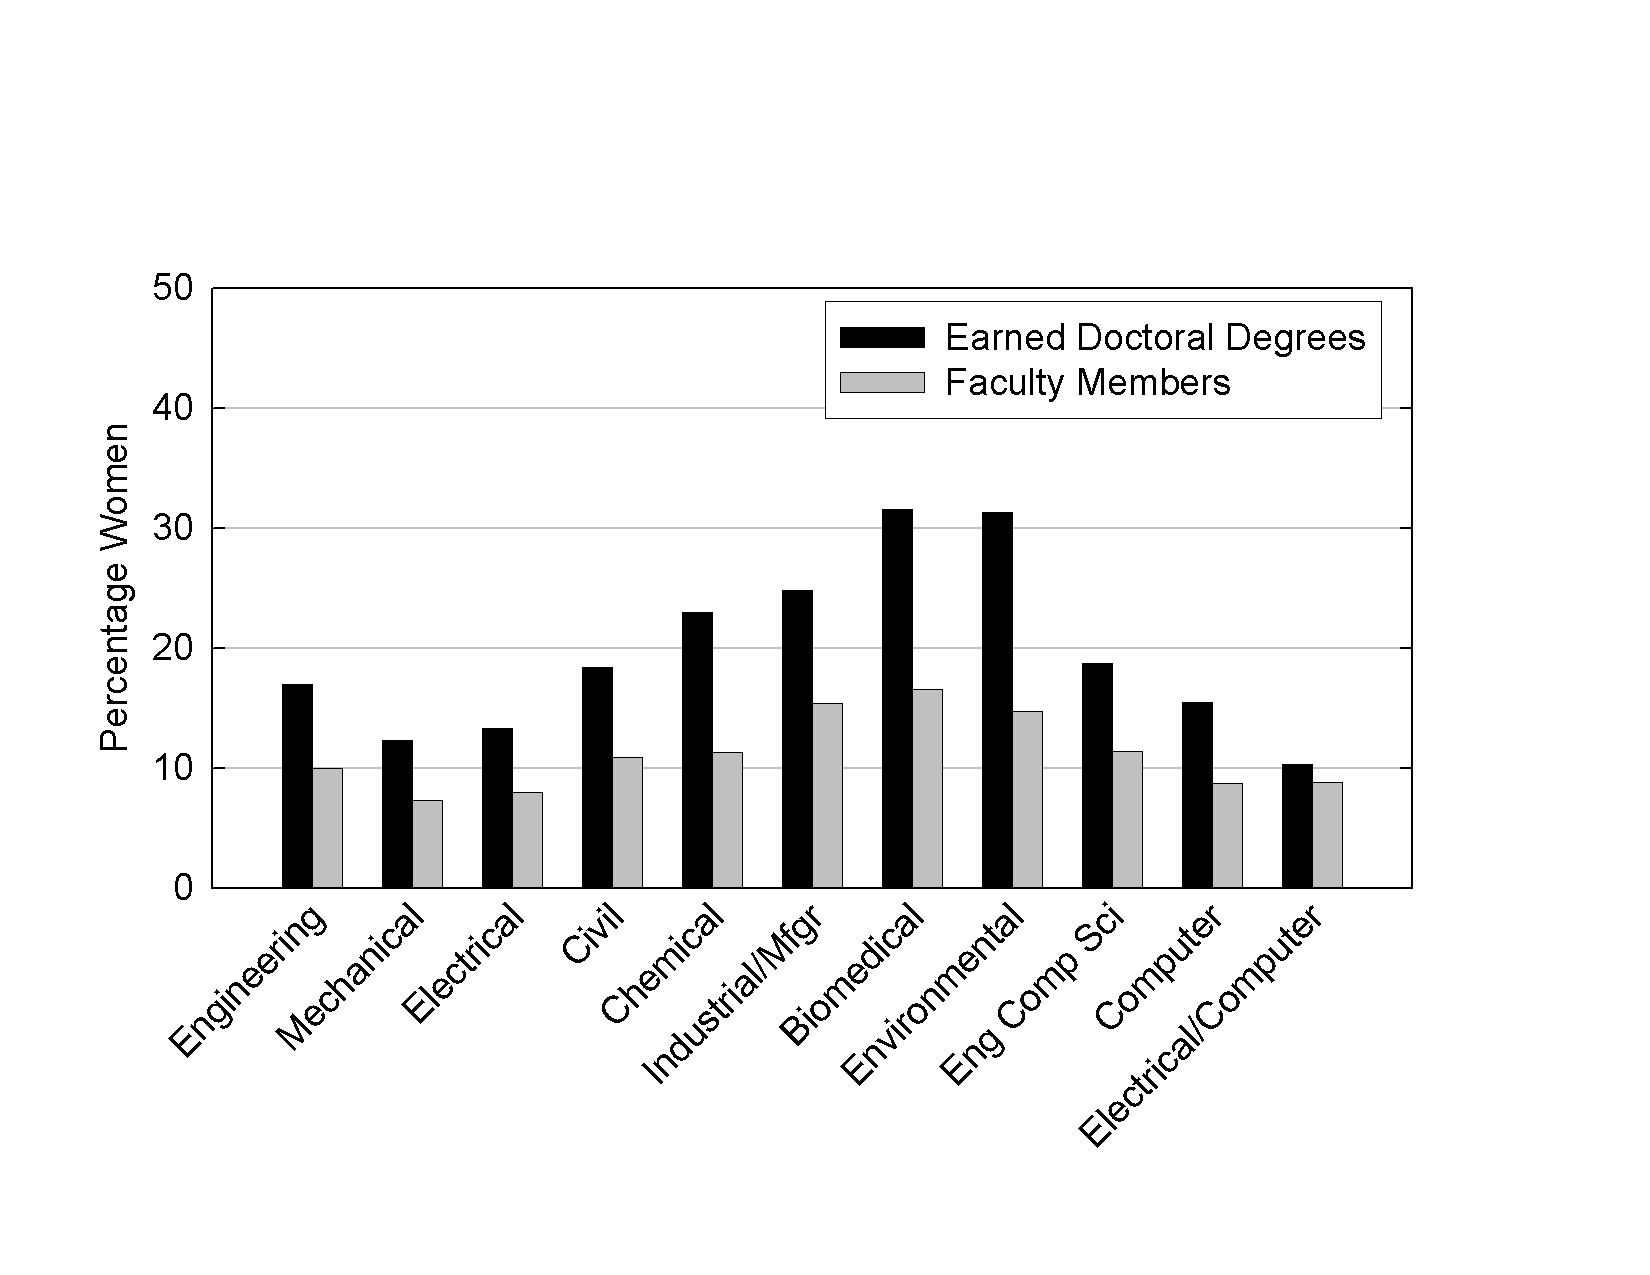 50
40
30
20
10
0
Percentage Women
Earned Doctoral Degrees
Faculty Members
Engineering
Mechanical
Electrical
Civil
Chemical
Industrial/Mfgr
Biomedical
Environmental
Eng Comp Sci
Computer
Electrical/Computer